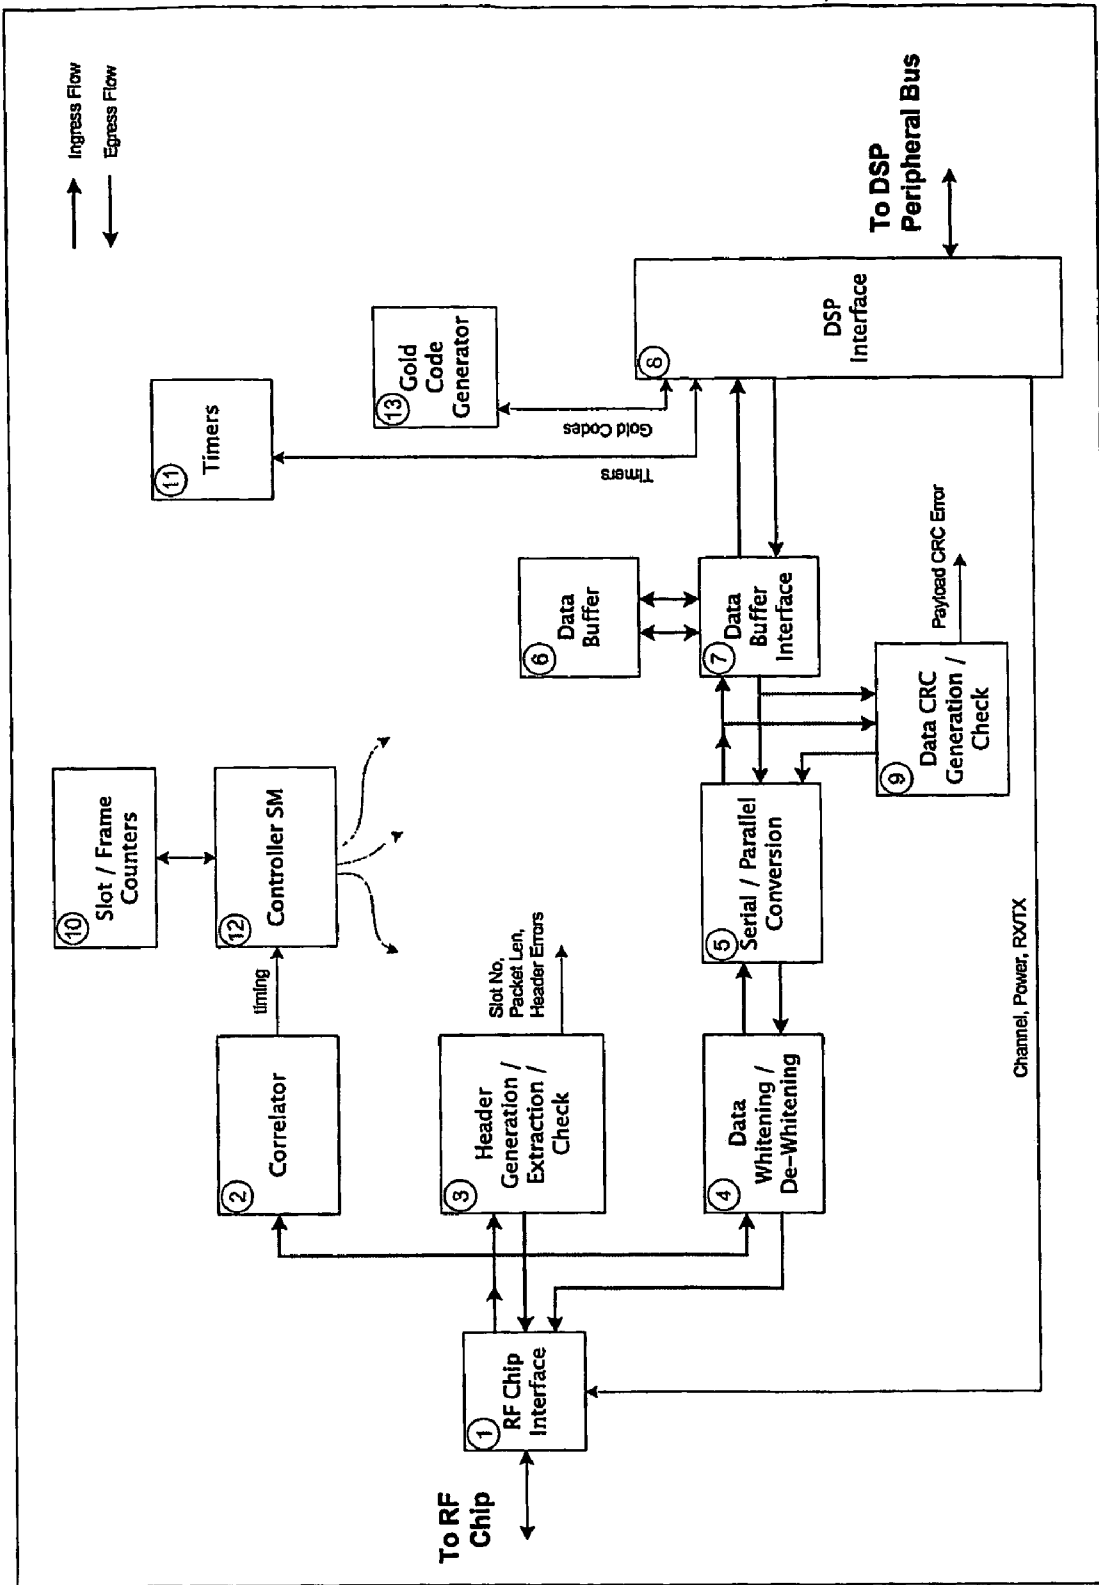 Ingress Flow
Egress Flow
10
Slot / Frame
Counters
11
Timers
2
Correlator
timing
12
Controller SM
13
Gold
Code
Generator
Gold Codes
Timers
3
Header
Generation /
Extraction /
Check
Slot No,
Packet Len,
Header Errors
6
Data
Buffer
To RF
Chip
1
RF Chip
Interface
4
Data
Whitening /
De-Whitening
5
Serial / Parallel
Conversion
7
Data
Buffer
Interface
8
DSP
Interface
To DSP
Peripheral Bus
9
Data CRC
Generation /
Check
Payload CRC Error
Channel, Power, RX/TX